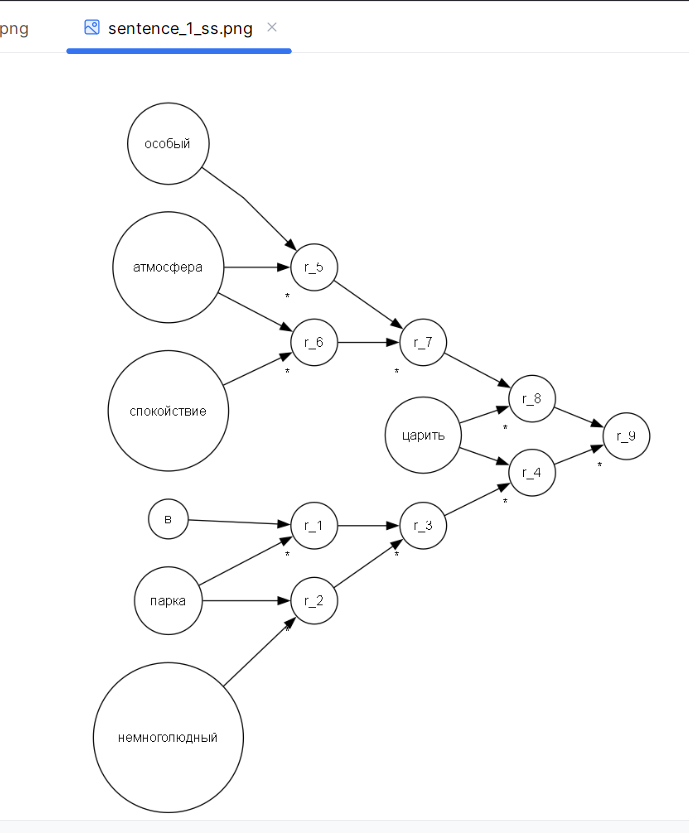 png
sentence_1_ss.png ×
особый
атмосфера
r_5
*
r_6
*
r_7
*
спокойствие
r_8
*
царить
r_9
*
r_4
*
в
r_1
*
r_3
*
парка
r_2
*
немноголюдный